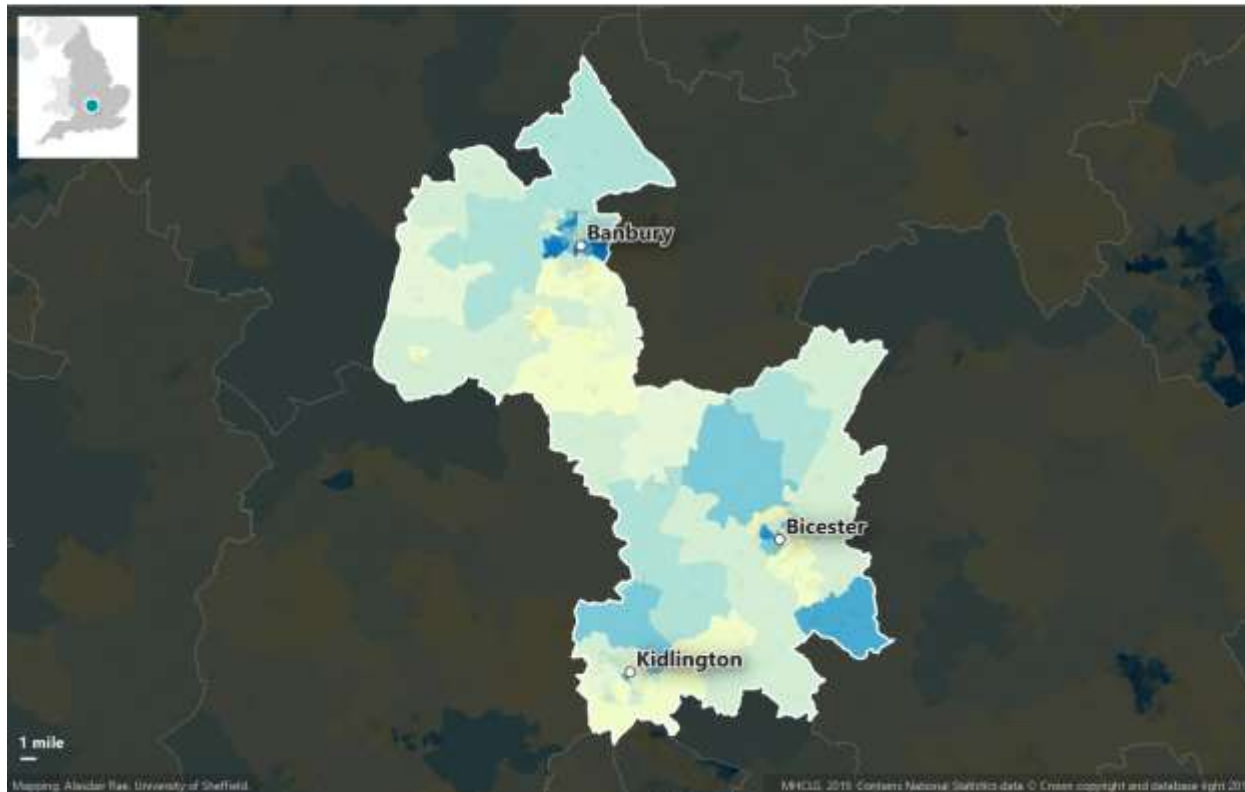 Banbury
Bicester
Kidlington
1 mile
Mapping: Alasdair Rae, University of Sheffield.
MHCLG, 2019. Contains National Statistics data. © Crown copyright and database right 201